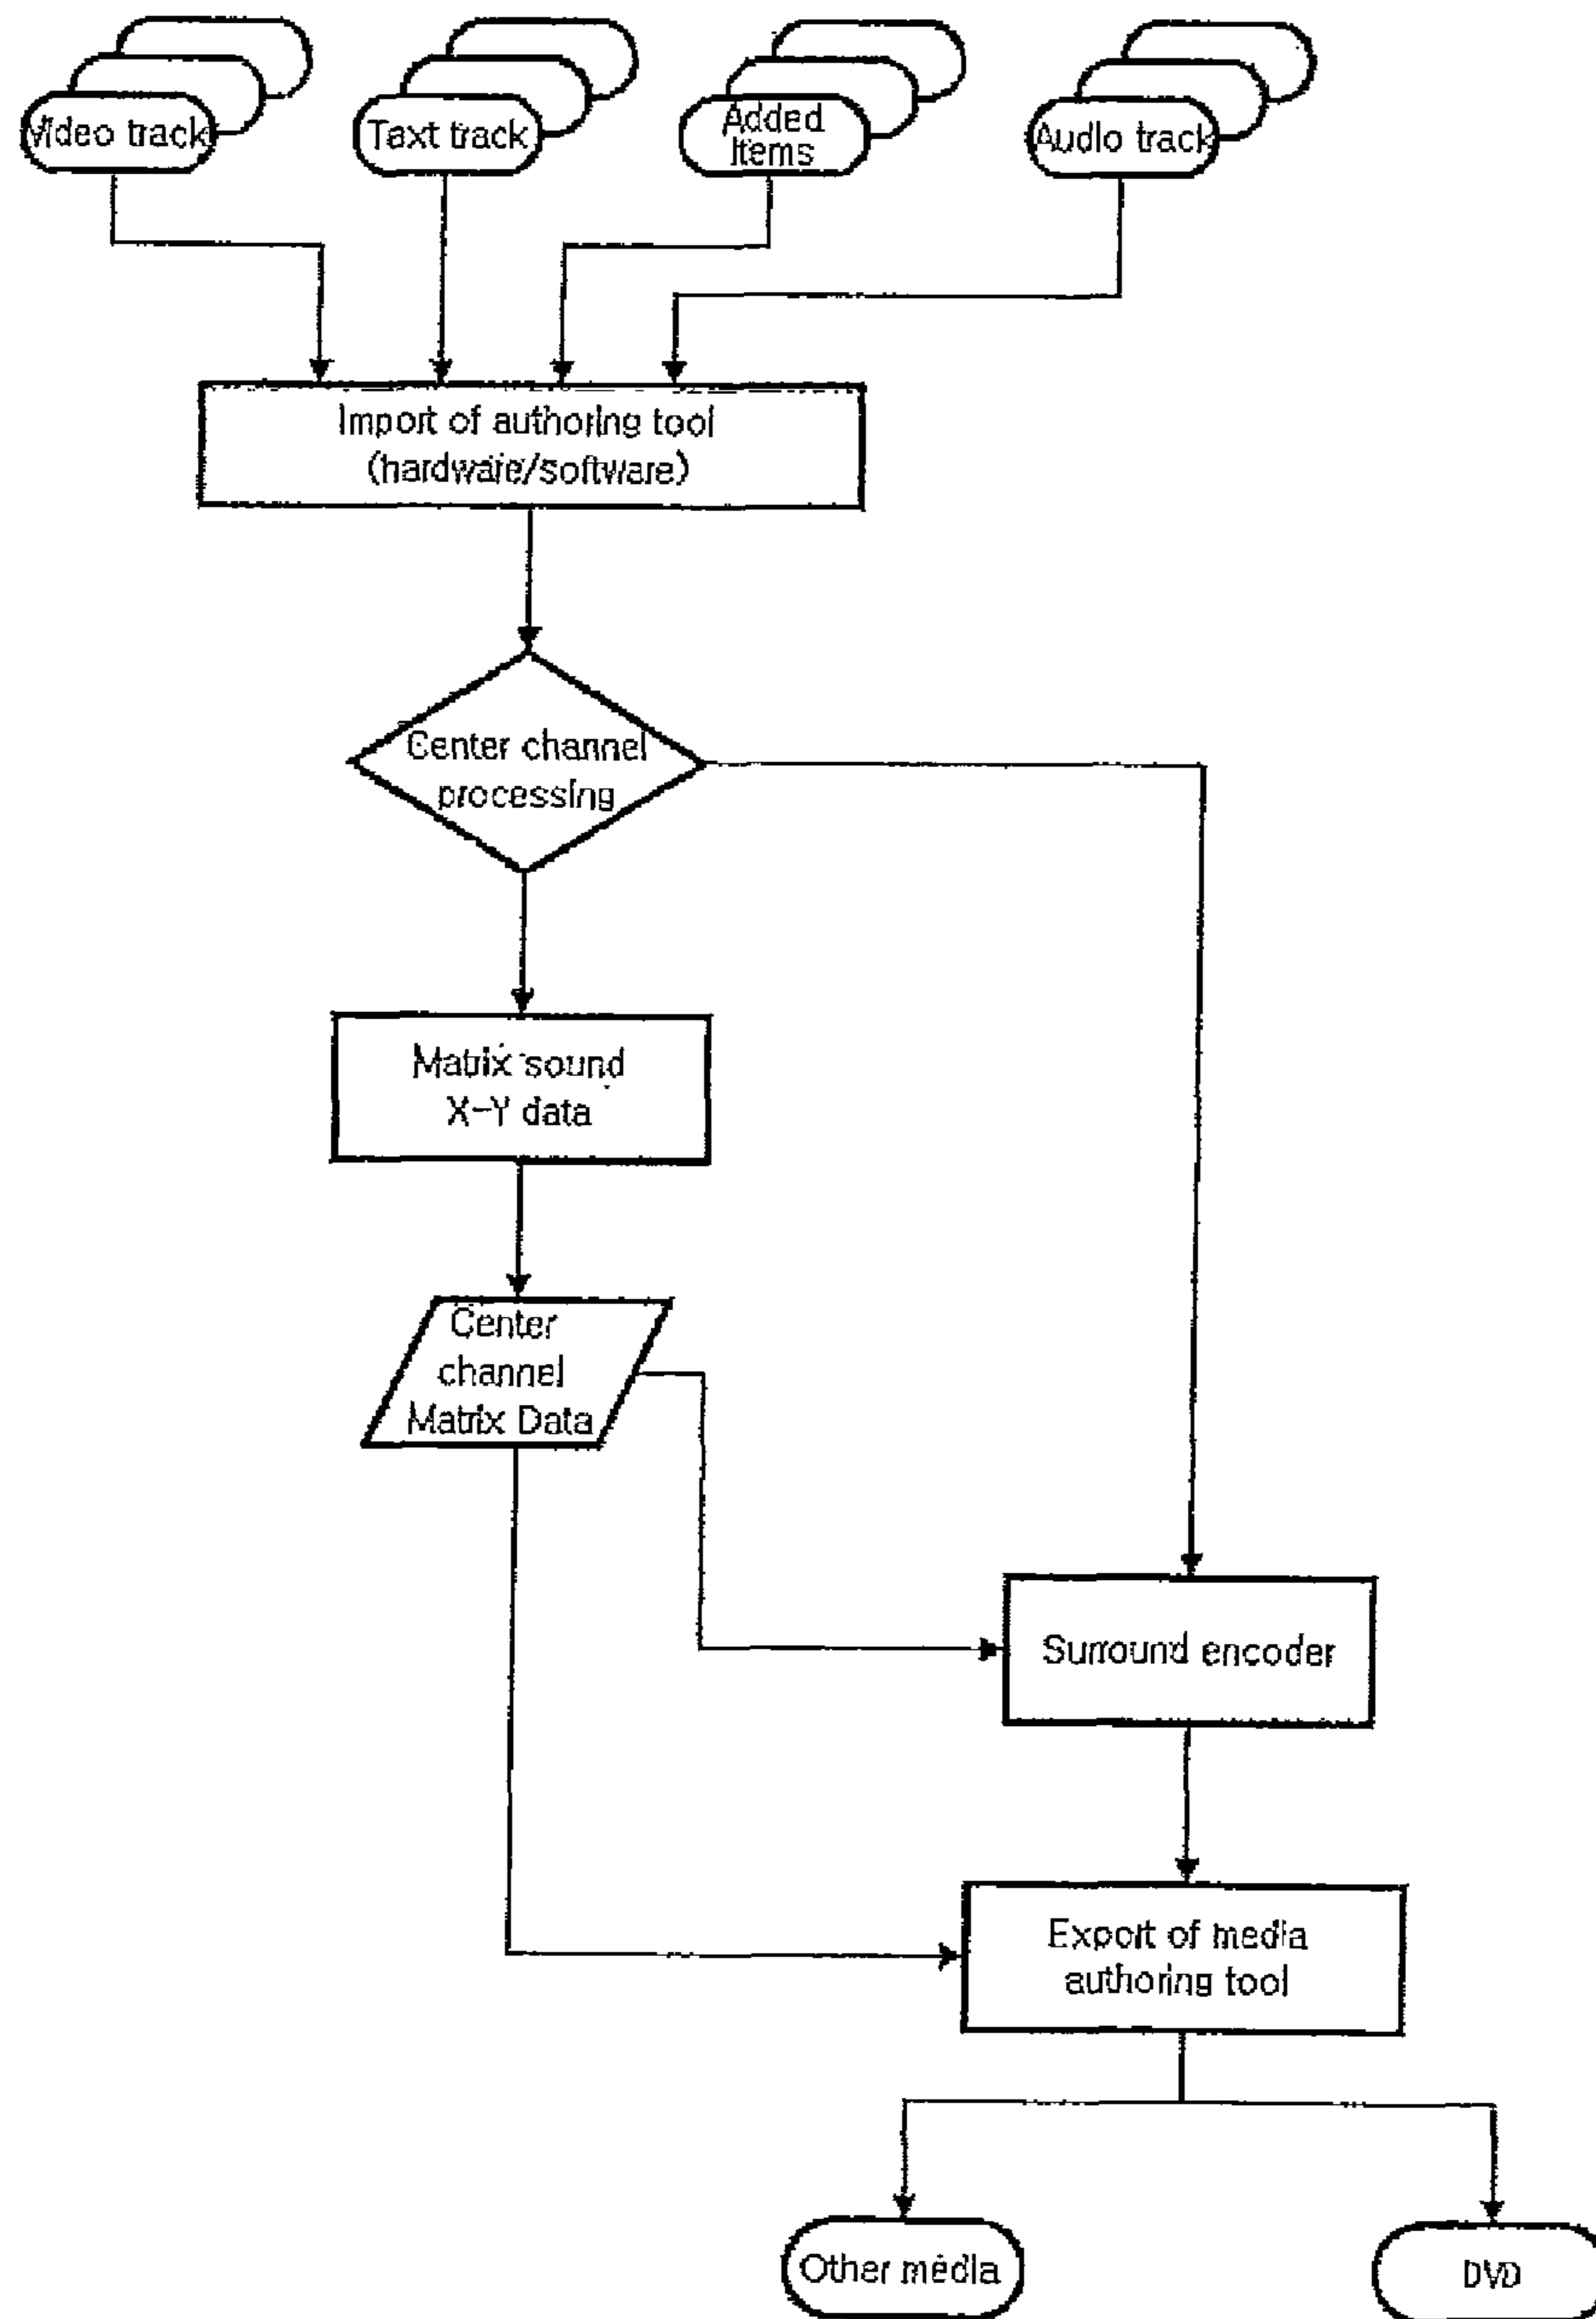 Video track
Text track
Added
Items
Audio track
Import of authoring tool
(hardware/software)
Center channel
processing
Matrix sound
X-Y data
Center
channel
Matrix Data
Surround encoder
Export of media
authoring tool
Other media
DVD